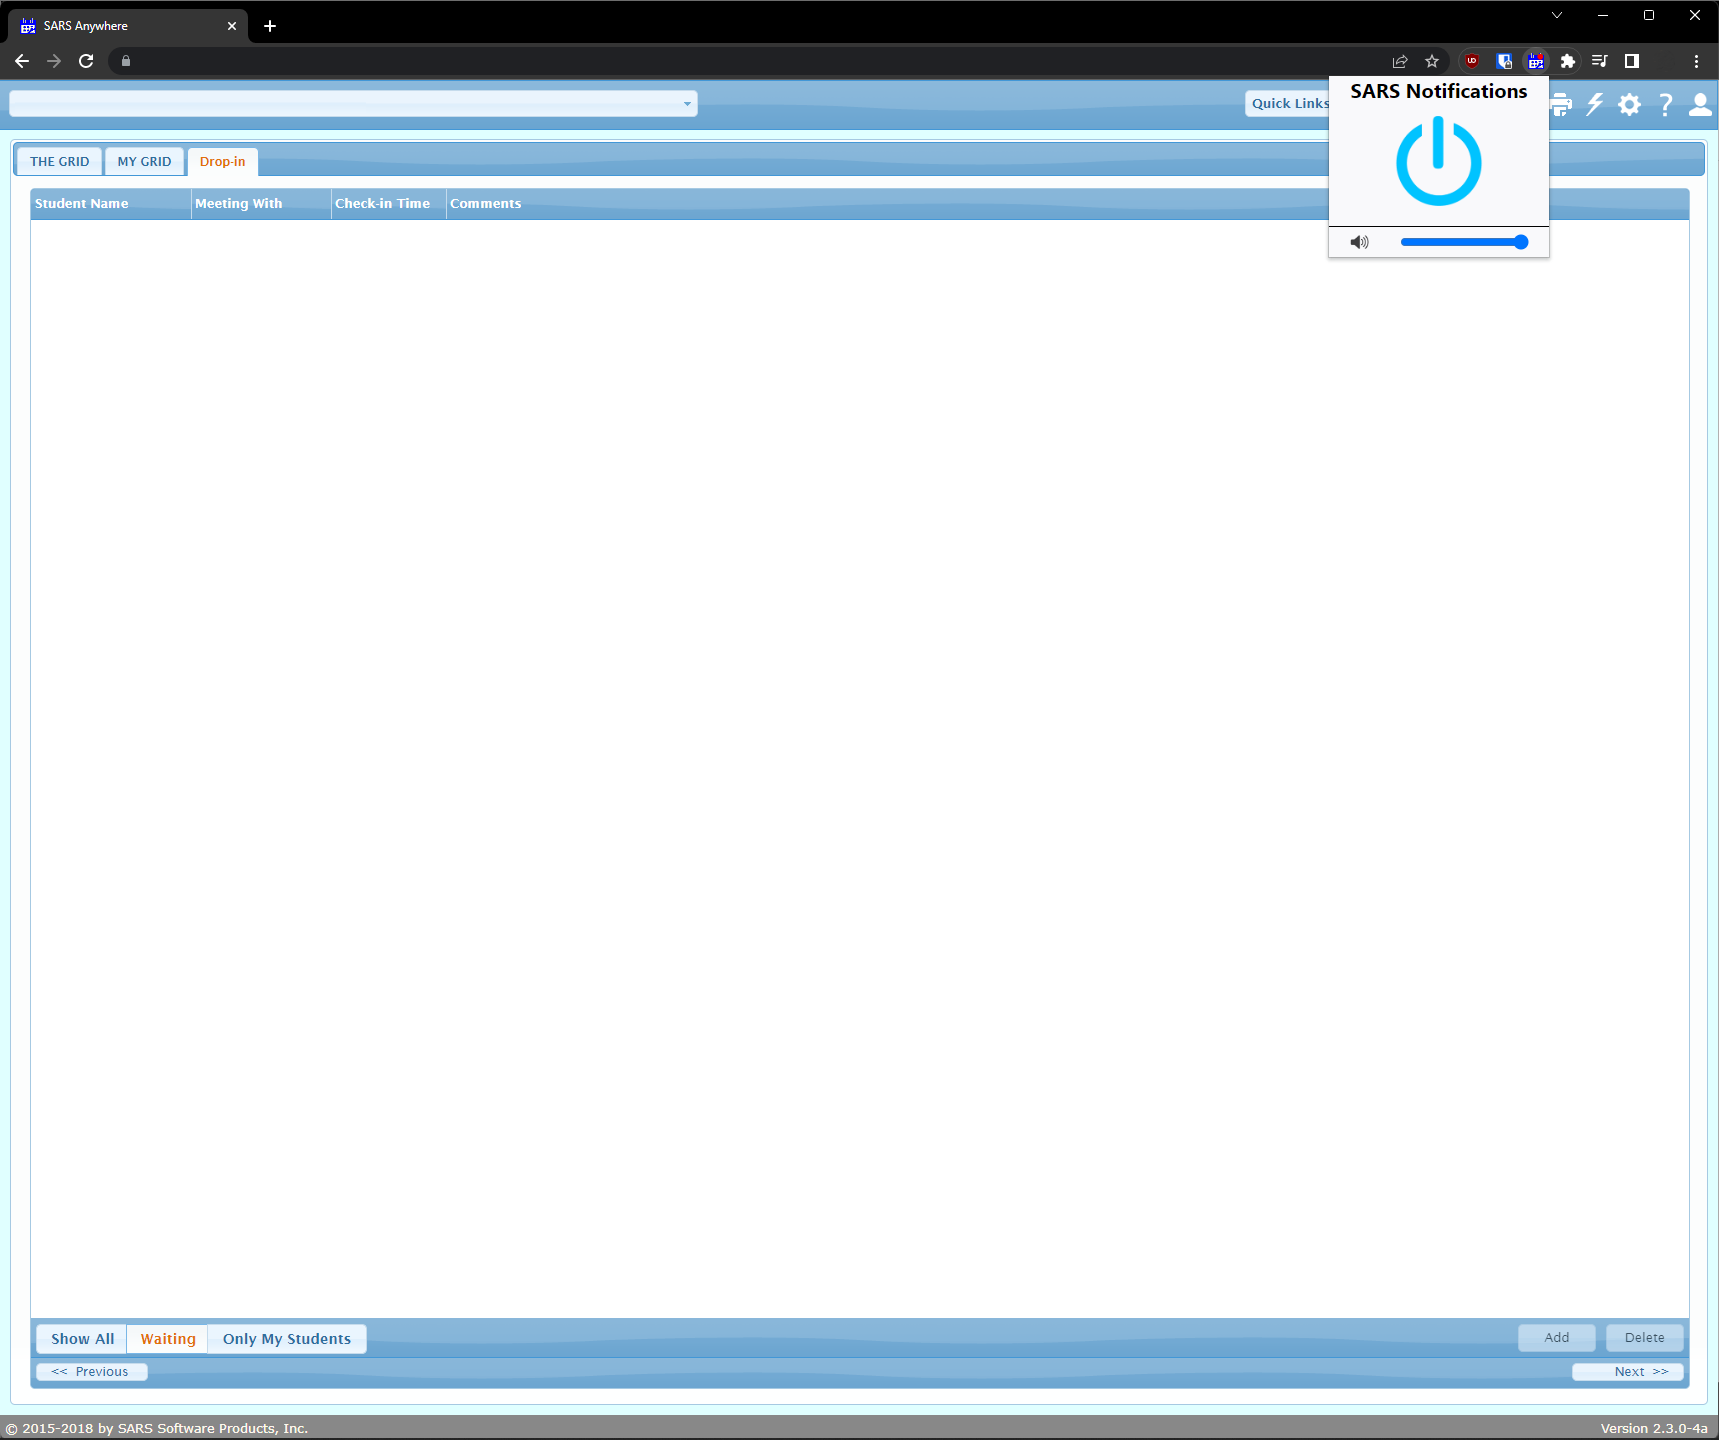 SARS Anywhere
Quick Links
SARS Notifications
THE GRID
MY GRID
Drop-in
Student Name
Meeting With
Check-in Time
Comments
Show All
Waiting
Only My Students
Add
Delete
<< Previous
Next >>
© 2015-2018 by SARS Software Products, Inc.
Version 2.3.0-4a